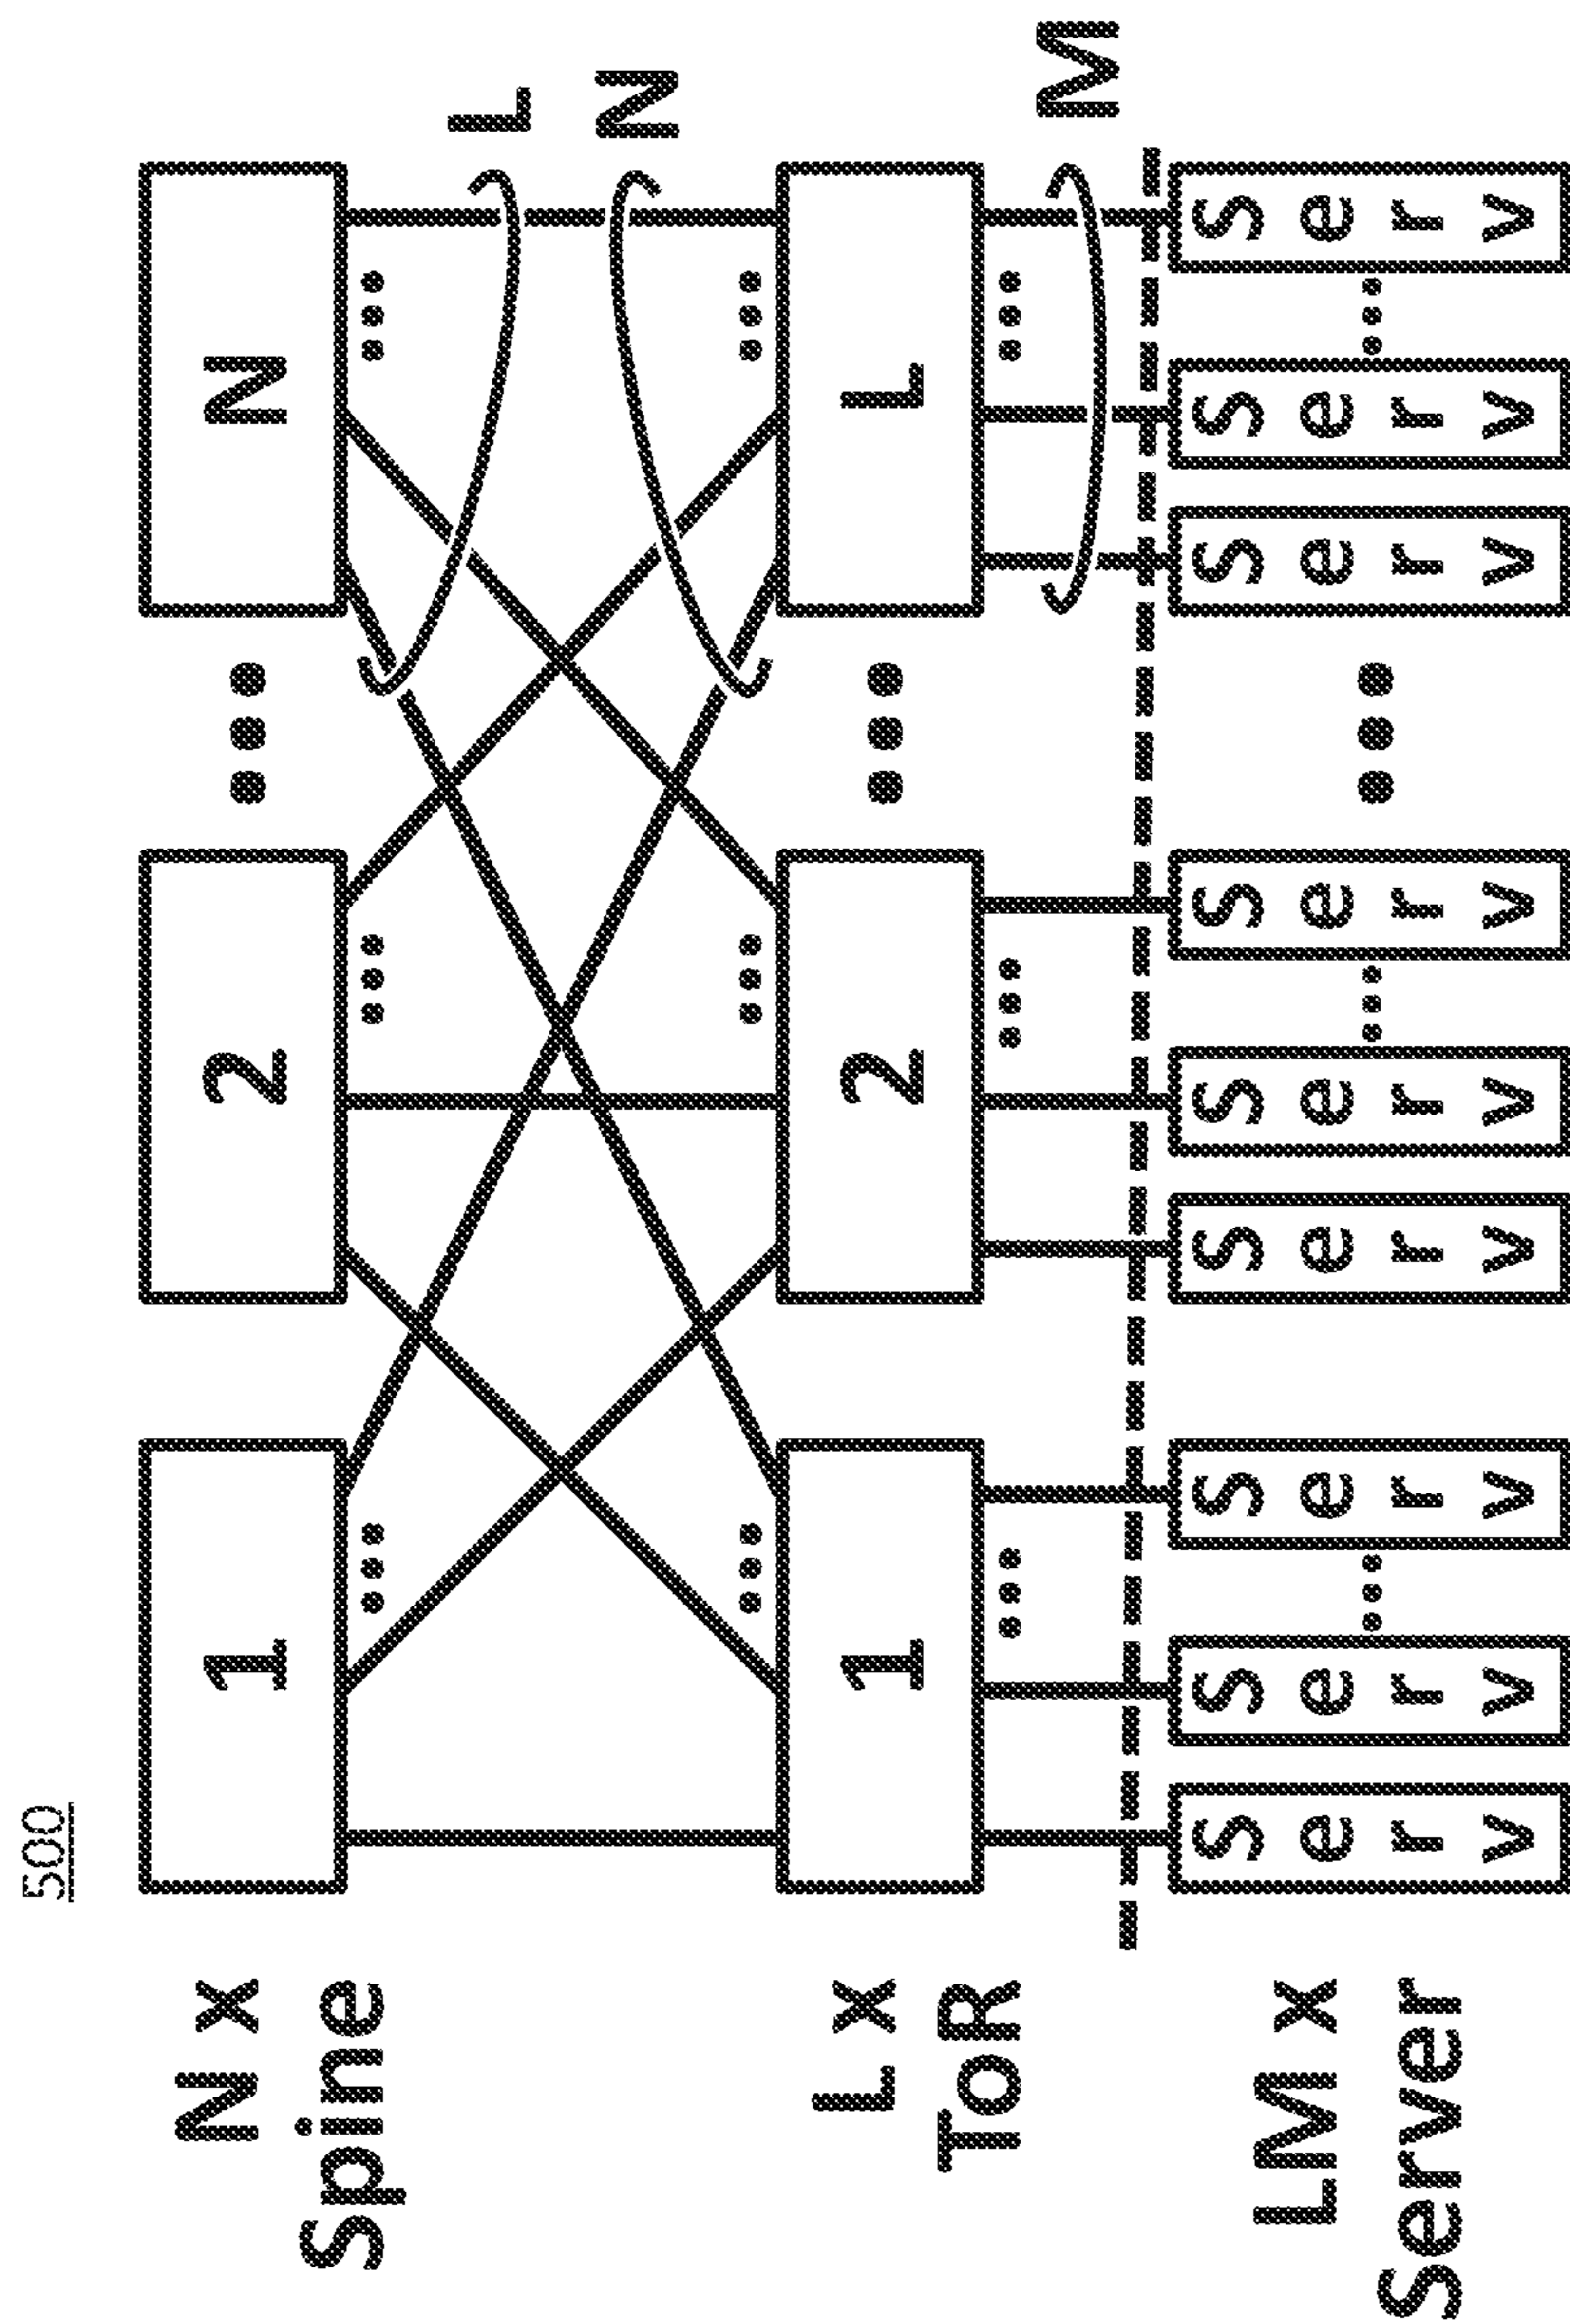 500
N x
Spine
1
2
N
L
N
L x
ToR
1
2
L
M
LM x
Server
Serv
Serv
Serv
Serv
Serv
Serv
Serv
Serv
Serv